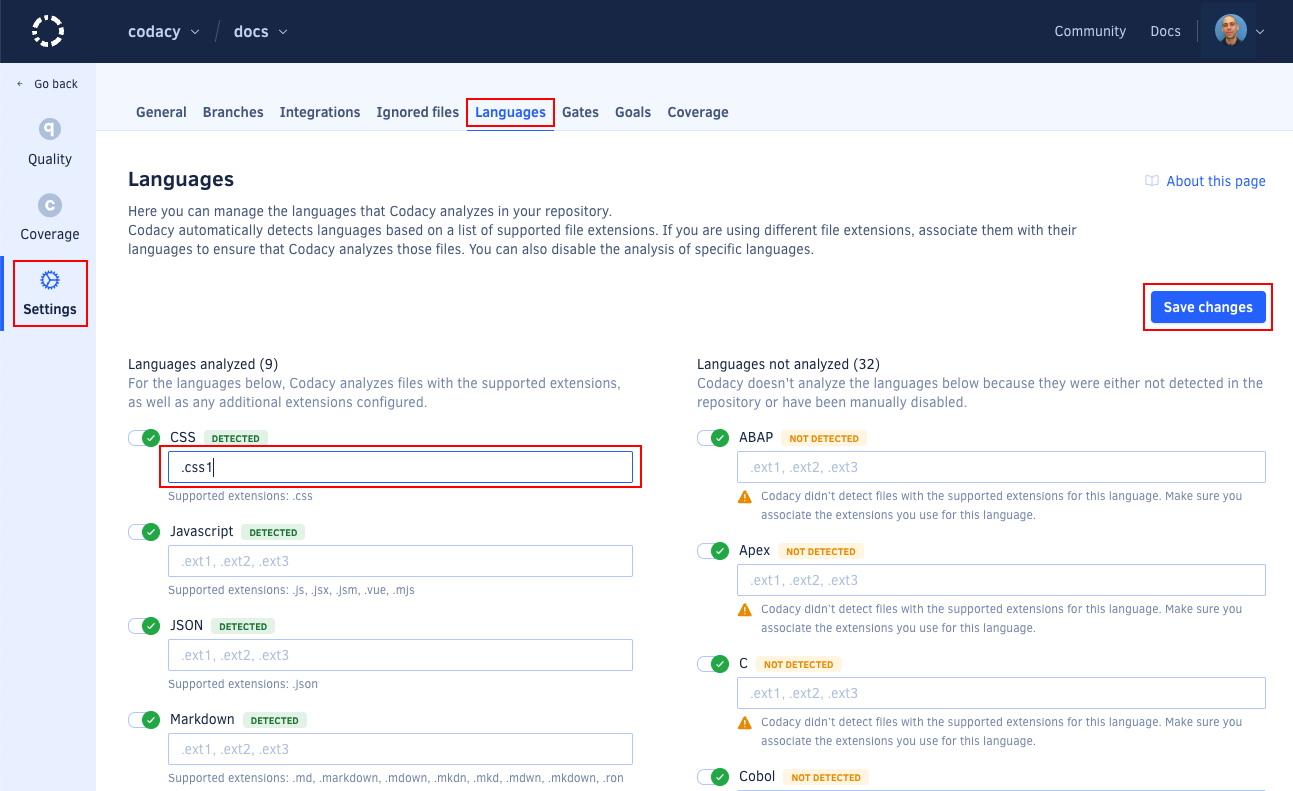 codacy
docs
Community
Docs
Go back
Quality
Coverage
Settings
General
Branches
Integrations
Ignored files
Languages
Gates
Goals
Coverage
Languages
About this page
Here you can manage the languages that Codacy analyzes in your repository.
Codacy automatically detects languages based on a list of supported file extensions. If you are using different file extensions, associate them with their
languages to ensure that Codacy analyzes those files. You can also disable the analysis of specific languages.
Save changes
Languages analyzed (9)
For the languages below, Codacy analyzes files with the supported extensions,
as well as any additional extensions configured.
CSS DETECTED
.css1
Supported extensions: .css
Javascript DETECTED
.ext1, .ext2, .ext3
Supported extensions: .js, .jsx, .jsm, .vue, .mjs
JSON DETECTED
.ext1, .ext2, .ext3
Supported extensions: .json
Markdown DETECTED
.ext1, .ext2, .ext3
Supported extensions: .md, .markdown, .mdown, .mkdn, .mkd, .mdwn, .mkdown, .ron
Languages not analyzed (32)
Codacy doesn't analyze the languages below because they were either not detected in the
repository or have been manually disabled.
ABAP NOT DETECTED
.ext1, .ext2, .ext3
Codacy didn't detect files with the supported extensions for this language. Make sure you
associate the extensions you use for this language.
Apex NOT DETECTED
.ext1, .ext2, .ext3
Codacy didn't detect files with the supported extensions for this language. Make sure you
associate the extensions you use for this language.
C NOT DETECTED
.ext1, .ext2, .ext3
Codacy didn't detect files with the supported extensions for this language. Make sure you
associate the extensions you use for this language.
Cobol NOT DETECTED